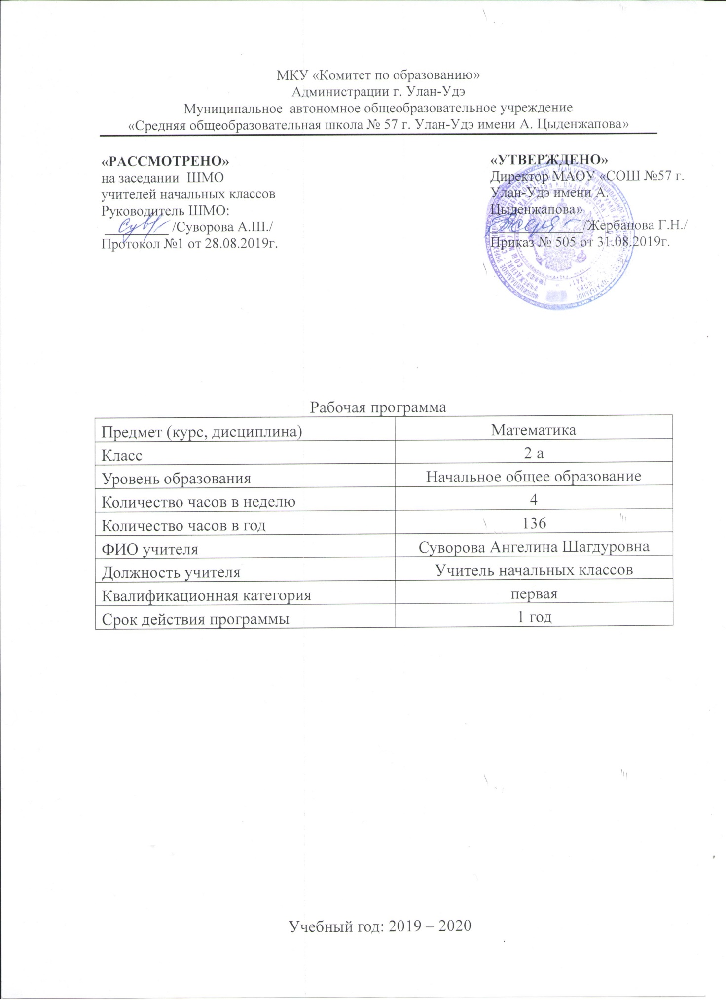 МКУ «Комитет по образованию»
Администрации г. Улан-Удэ
Муниципальное автономное общеобразовательное учреждение
«Средняя общеобразовательная школа № 57 г. Улан-Удэ имени А. Цыденжапова»
«РАССМОТРЕНО»
на заседании ШМО
учителей начальных классов
Руководитель ШМО:
/Суворова А.Ш./
Протокол №1 от 28.08.2019г.
«УТВЕРЖДЕНО»
Директор МАОУ «СОШ №57 г.
Улан-Удэ имени А.
Цыденжапова»
/Жербанова Г.Н./
Приказ № 505 от 31.08.2019г.
Рабочая программа
Предмет (курс, дисциплина) Математика
Класс 2 а
Уровень образования Начальное общее образование
Количество часов в неделю 4
Количество часов в год 136
ФИО учителя Суворова Ангелина Шагдуровна
Должность учителя Учитель начальных классов
Квалификационная категория первая
Срок действия программы 1 год
Учебный год: 2019 – 2020